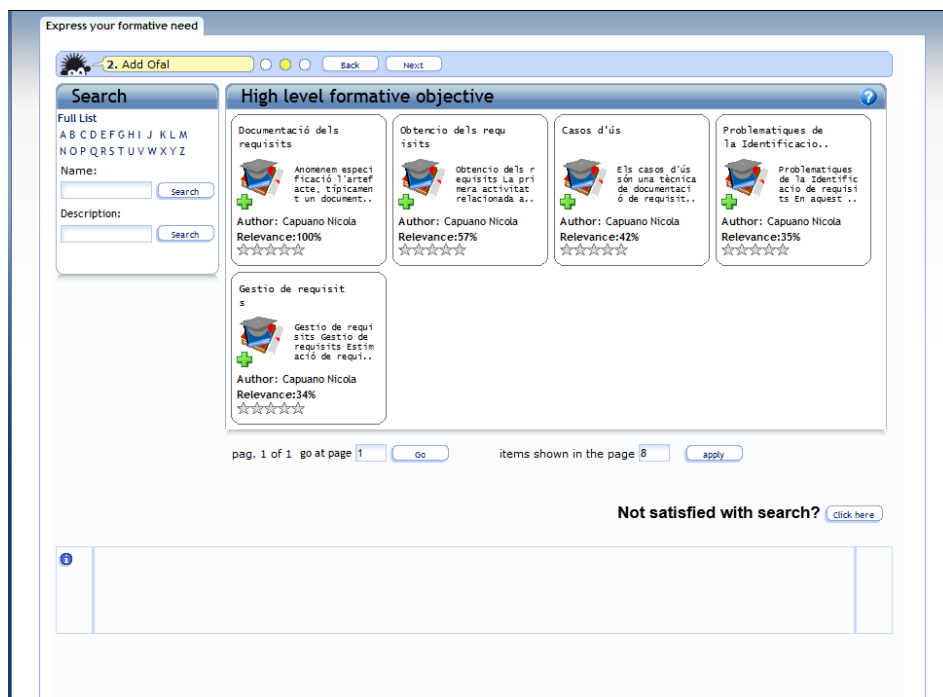 Express your formative need
2. Add Ofal
Back
Next
Search
Full List
A B C D E F G H I J K L M
N O P Q R S T U V W X Y Z
Name:
Search
Description:
Search
High level formative objective
?
Documentació dels
requisits
Anomenem especi
ficació l'artef
acte, típicamen
t un document..
Author: Capuano Nicola
Relevance:100%
Obtencio dels requ
isits
Obtencio dels r
equisits La pri
mera activitat
relacionada a..
Author: Capuano Nicola
Relevance:57%
Casos d'ús
Els casos d'ús
són una tècnica
de documentaci
ó de requisit..
Author: Capuano Nicola
Relevance:42%
Problematiques de
la Identificacio..
Problematiques
de la Identific
acio de requisi
ts En aquest ..
Author: Capuano Nicola
Relevance:35%
Gestio de requisit
s
Gestio de requi
sits Gestio de
requisits Estim
ació de requi..
Author: Capuano Nicola
Relevance:34%
pag. 1 of 1 go at page 1 Go
items shown in the page 8 apply
Not satisfied with search? Click here
i